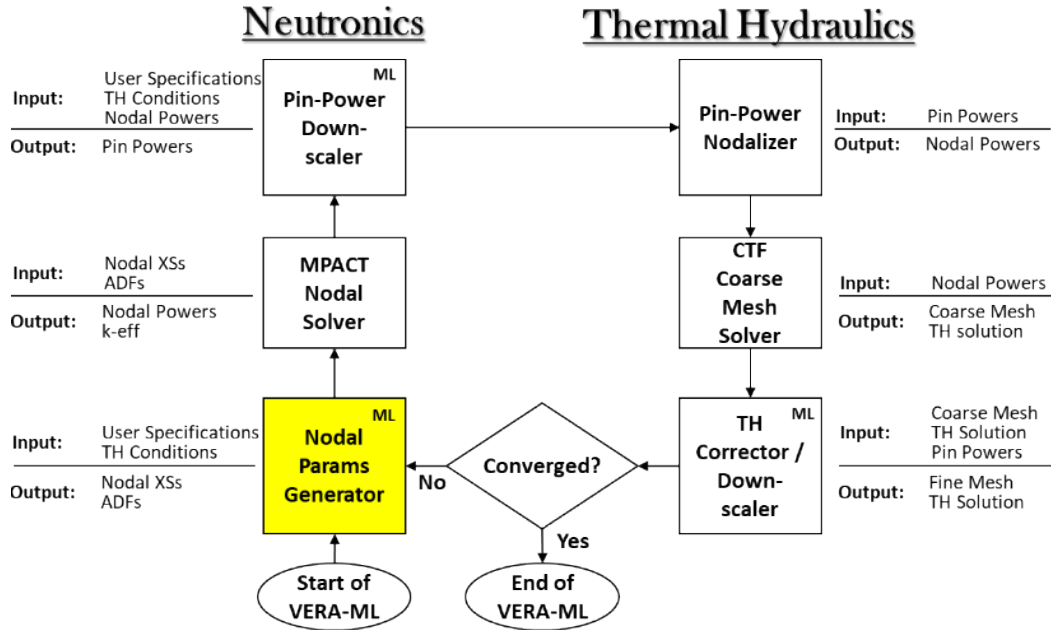 Neutronics
Thermal Hydraulics
Input:
User Specifications
TH Conditions
Nodal Powers
Output:
Pin Powers
ML
Pin-Power
Down-
scaler
Pin-Power
Nodalizer
Input:
Pin Powers
Output:
Nodal Powers
Input:
Nodal XSs
ADFs
Output:
Nodal Powers
k-eff
MPACT
Nodal
Solver
CTF
Coarse
Mesh
Solver
Input:
Nodal Powers
Output:
Coarse Mesh
TH solution
Input:
User Specifications
TH Conditions
Output:
Nodal XSs
ADFs
ML
Nodal
Params
Generator
No
Converged?
Yes
ML
TH
Corrector /
Down-
scaler
Input:
Coarse Mesh
TH Solution
Pin Powers
Output:
Fine Mesh
TH Solution
Start of
VERA-ML
End of
VERA-ML